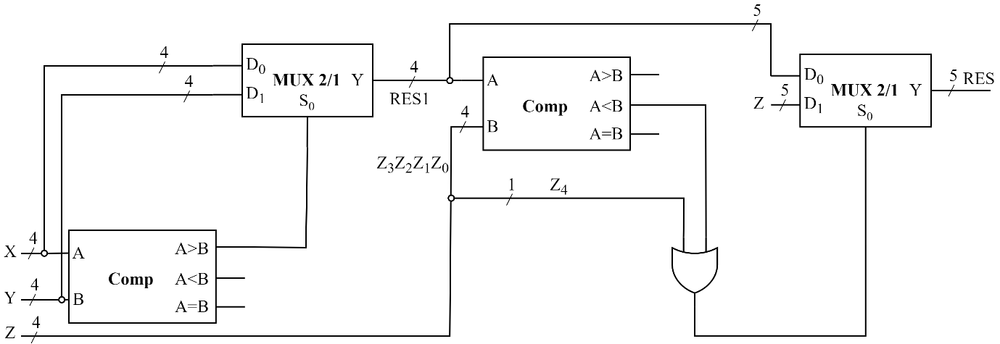 5
4
D₀
MUX 2/1
Y
D₁
S₀
4
4
RES1
A
B
Comp
A>B
A<B
A=B
4
D₀
MUX 2/1
Y
D₁
S₀
5
RES
Z
5
Z₃Z₂Z₁Z₀
1
Z₄
X
4
A
Comp
A>B
A<B
A=B
Y
4
B
Z
4